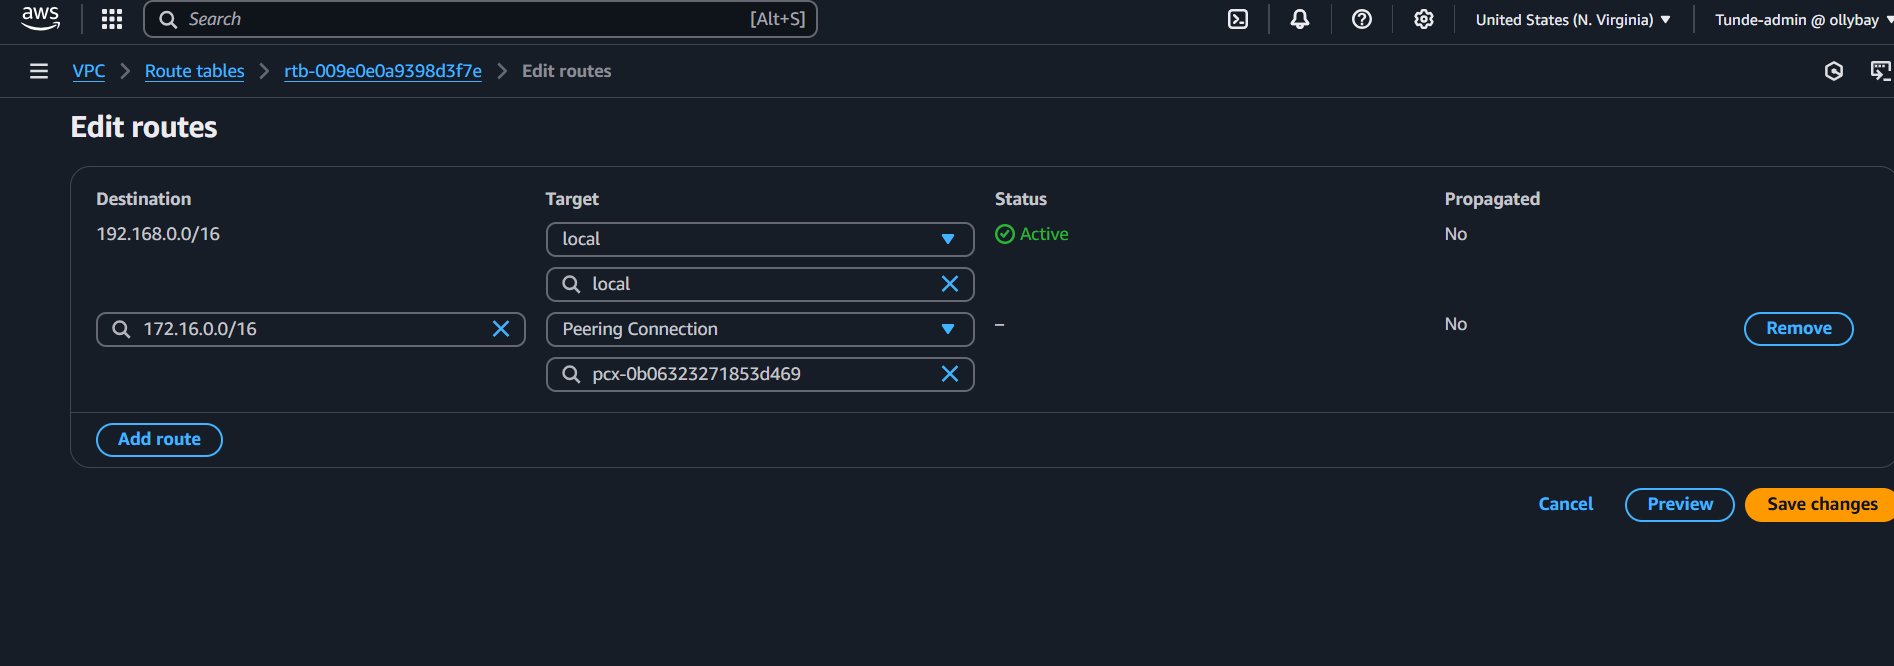 aws Search [Alt+S] United States (N. Virginia) Tunde-admin @ ollybay
VPC Route tables rtb-009e0e0a9398d3f7e Edit routes
Edit routes
Destination Target Status Propagated
192.168.0.0/16 local Active No
local
172.16.0.0/16 Peering Connection – No Remove
pcx-0b06323271853d469
Add route
Cancel Preview Save changes